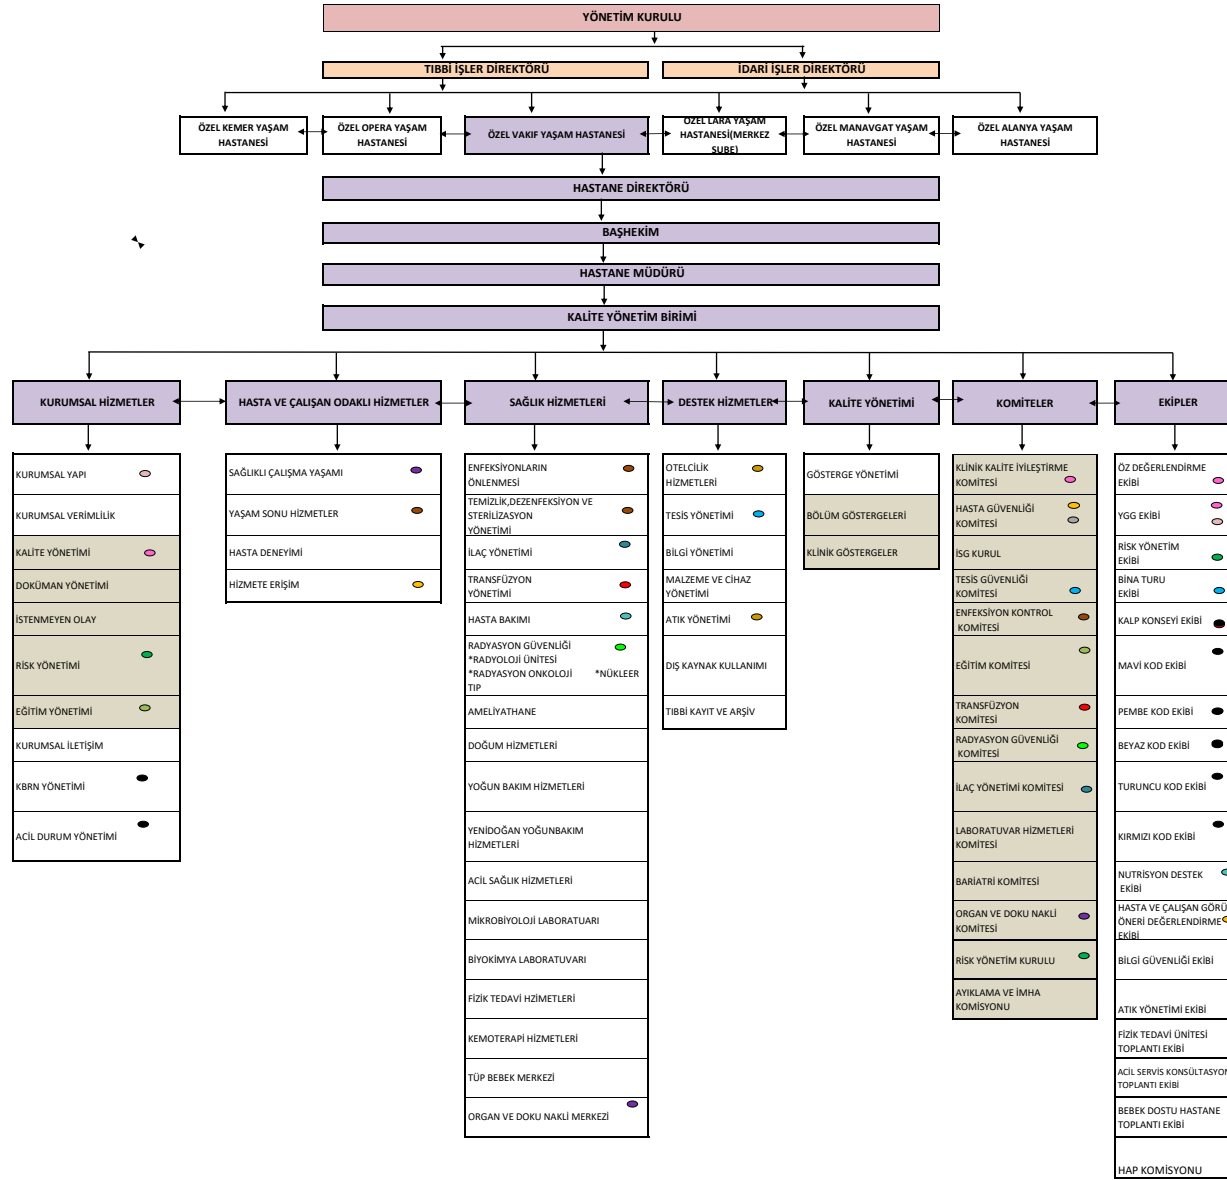 YÖNETİM KURULU
TIBBİ İŞLER DİREKTÖRÜ
İDARİ İŞLER DİREKTÖRÜ
ÖZEL KEMER YAŞAM
HASTANESİ
ÖZEL OPERA YAŞAM
HASTANESİ
ÖZEL VAKIF YAŞAM HASTANESİ
ÖZEL LARA YAŞAM
HASTANESİ(MERKEZ
ŞUBE)
ÖZEL MANAVGAT YAŞAM
HASTANESİ
ÖZEL ALANYA YAŞAM
HASTANESİ
HASTANE DİREKTÖRÜ
BAŞHEKİM
HASTANE MÜDÜRÜ
KALİTE YÖNETİM BİRİMİ
KURUMSAL HİZMETLER
HASTA VE ÇALIŞAN ODAKLI HİZMETLER
SAĞLIK HİZMETLERİ
DESTEK HİZMETLER
KALİTE YÖNETİMİ
KOMİTELER
EKİPLER
KURUMSAL YAPI
KURUMSAL VERİMLİLİK
KALİTE YÖNETİMİ
DOKÜMAN YÖNETİMİ
İSTENMEYEN OLAY
RİSK YÖNETİMİ
EĞİTİM YÖNETİMİ
KURUMSAL İLETİŞİM
KBRN YÖNETİMİ
ACİL DURUM YÖNETİMİ
SAĞLIKLI ÇALIŞMA YAŞAMI
YAŞAM SONU HİZMETLER
HASTA DENEYİMİ
HİZMETE ERİŞİM
ENFEKSİYONLARIN
ÖNLENMESİ
TEMİZLİK,DEZENFEKSİYON VE
STERİLİZASYON
YÖNETİMİ
İLAÇ YÖNETİMİ
TRANSFÜZYON
YÖNETİMİ
HASTA BAKIMI
RADYASYON GÜVENLİĞİ
*RADYOLOJİ ÜNİTESİ
*RADYASYON ONKOLOJİ *NÜKLEER
TIP
AMELİYATHANE
DOĞUM HİZMETLERİ
YOĞUN BAKIM HİZMETLERİ
YENİDOĞAN YOĞUNBAKIM
HİZMETLERİ
ACİL SAĞLIK HİZMETLERİ
MİKROBİYOLOJİ LABORATUARI
BİYOKİMYA LABORATUVARI
FİZİK TEDAVİ HZİMETLERİ
KEMOTERAPİ HİZMETLERİ
TÜP BEBEK MERKEZİ
ORGAN VE DOKU NAKLİ MERKEZİ
OTELCİLİK
HİZMETLERİ
TESİS YÖNETİMİ
BİLGİ YÖNETİMİ
MALZEME VE CİHAZ
YÖNETİMİ
ATIK YÖNETİMİ
DIŞ KAYNAK KULLANIMI
TIBBİ KAYIT VE ARŞİV
GÖSTERGE YÖNETİMİ
BÖLÜM GÖSTERGELERİ
KLİNİK GÖSTERGELER
KLİNİK KALİTE İYİLEŞTİRME
KOMİTESİ
HASTA GÜVENLİĞİ
KOMİTESİ
İSG KURUL
TESİS GÜVENLİĞİ
KOMİTESİ
ENFEKSİYON KONTROL
KOMİTESİ
EĞİTİM KOMİTESİ
TRANSFÜZYON
KOMİTESİ
RADYASYON GÜVENLİĞİ
KOMİTESİ
İLAÇ YÖNETİMİ KOMİTESİ
LABORATUVAR HİZMETLERİ
KOMİTESİ
BARİATRİ KOMİTESİ
ORGAN VE DOKU NAKLİ
KOMİTESİ
RİSK YÖNETİM KURULU
AYIKLAMA VE İMHA
KOMİSYONU
ÖZ DEĞERLENDİRME
EKİBİ
YGG EKİBİ
RİSK YÖNETİM
EKİBİ
BİNA TURU
EKİBİ
KALP KONSEYİ EKİBİ
MAVİ KOD EKİBİ
PEMBE KOD EKİBİ
BEYAZ KOD EKİBİ
TURUNCU KOD EKİBİ
KIRMIZI KOD EKİBİ
NUTRİSYON DESTEK
EKİBİ
HASTA VE ÇALIŞAN GÖRÜ
ÖNERİ DEĞERLENDİRME
EKİBİ
BİLGİ GÜVENLİĞİ EKİBİ
ATIK YÖNETİMİ EKİBİ
FİZİK TEDAVİ ÜNİTESİ
TOPLANTI EKİBİ
ACİL SERVİS KONSÜLTASYON
TOPLANTI EKİBİ
BEBEK DOSTU HASTANE
TOPLANTI EKİBİ
HAP KOMİSYONU